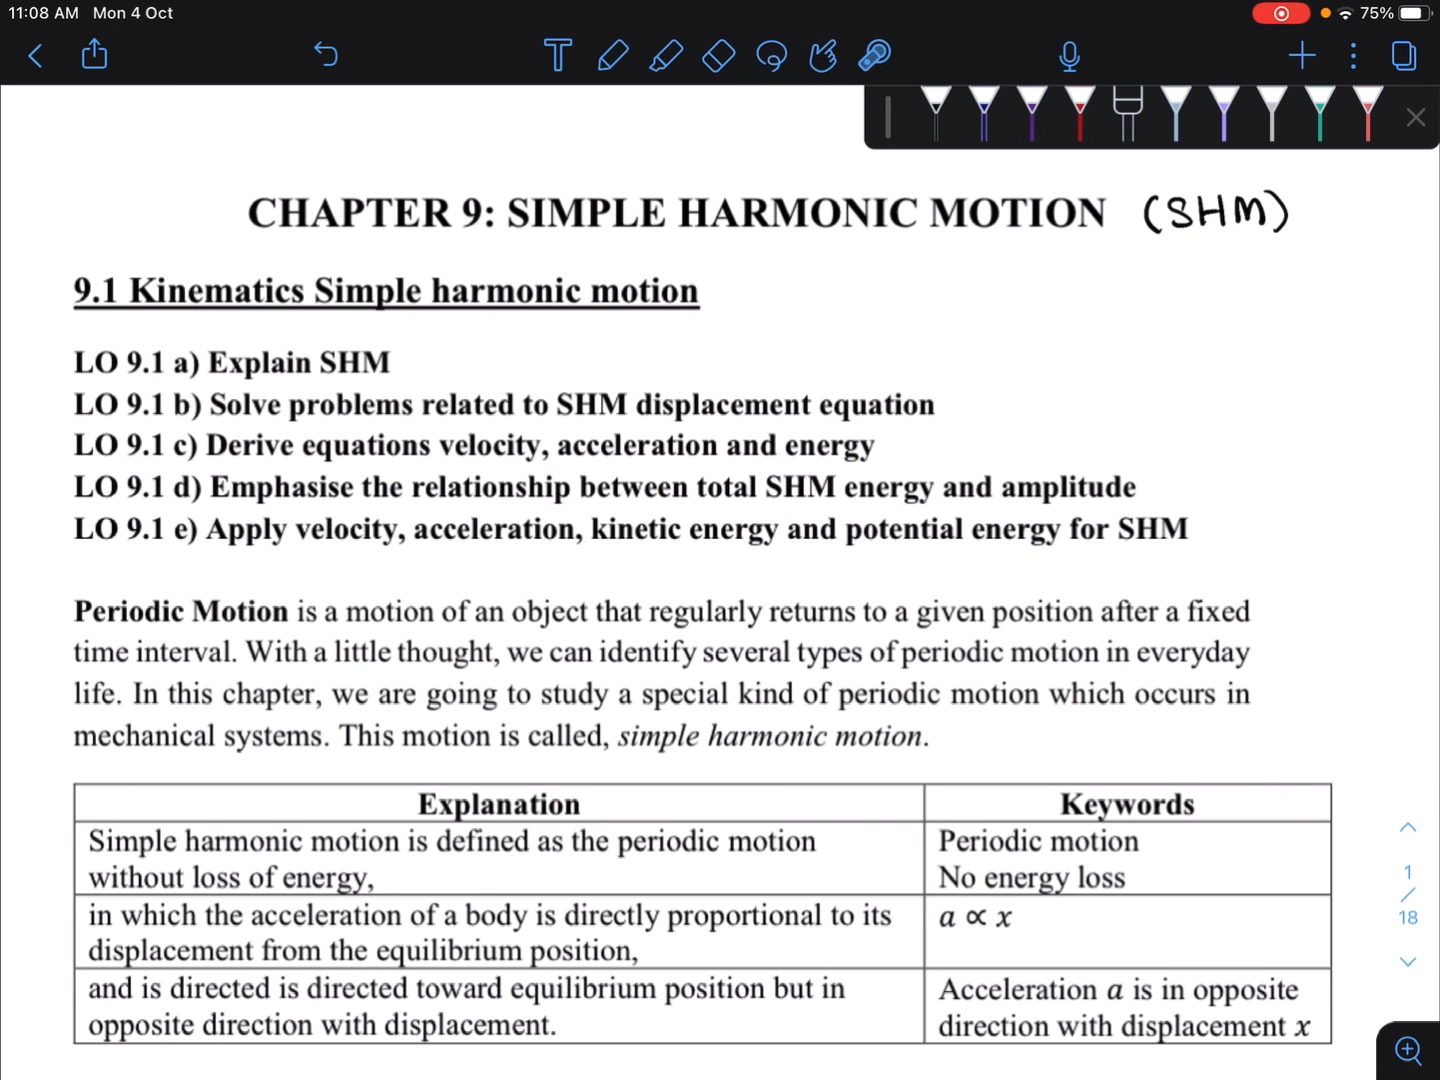 11:08 AM Mon 4 Oct
75%
T
CHAPTER 9: SIMPLE HARMONIC MOTION (SHM)
9.1 Kinematics Simple harmonic motion
LO 9.1 a) Explain SHM
LO 9.1 b) Solve problems related to SHM displacement equation
LO 9.1 c) Derive equations velocity, acceleration and energy
LO 9.1 d) Emphasise the relationship between total SHM energy and amplitude
LO 9.1 e) Apply velocity, acceleration, kinetic energy and potential energy for SHM
Periodic Motion is a motion of an object that regularly returns to a given position after a fixed
time interval. With a little thought, we can identify several types of periodic motion in everyday
life. In this chapter, we are going to study a special kind of periodic motion which occurs in
mechanical systems. This motion is called, simple harmonic motion.
Explanation Keywords
Simple harmonic motion is defined as the periodic motion
without loss of energy,
Periodic motion
No energy loss
in which the acceleration of a body is directly proportional to its
displacement from the equilibrium position,
a ∝ x
and is directed is directed toward equilibrium position but in
opposite direction with displacement.
Acceleration a is in opposite
direction with displacement x
1
/
18